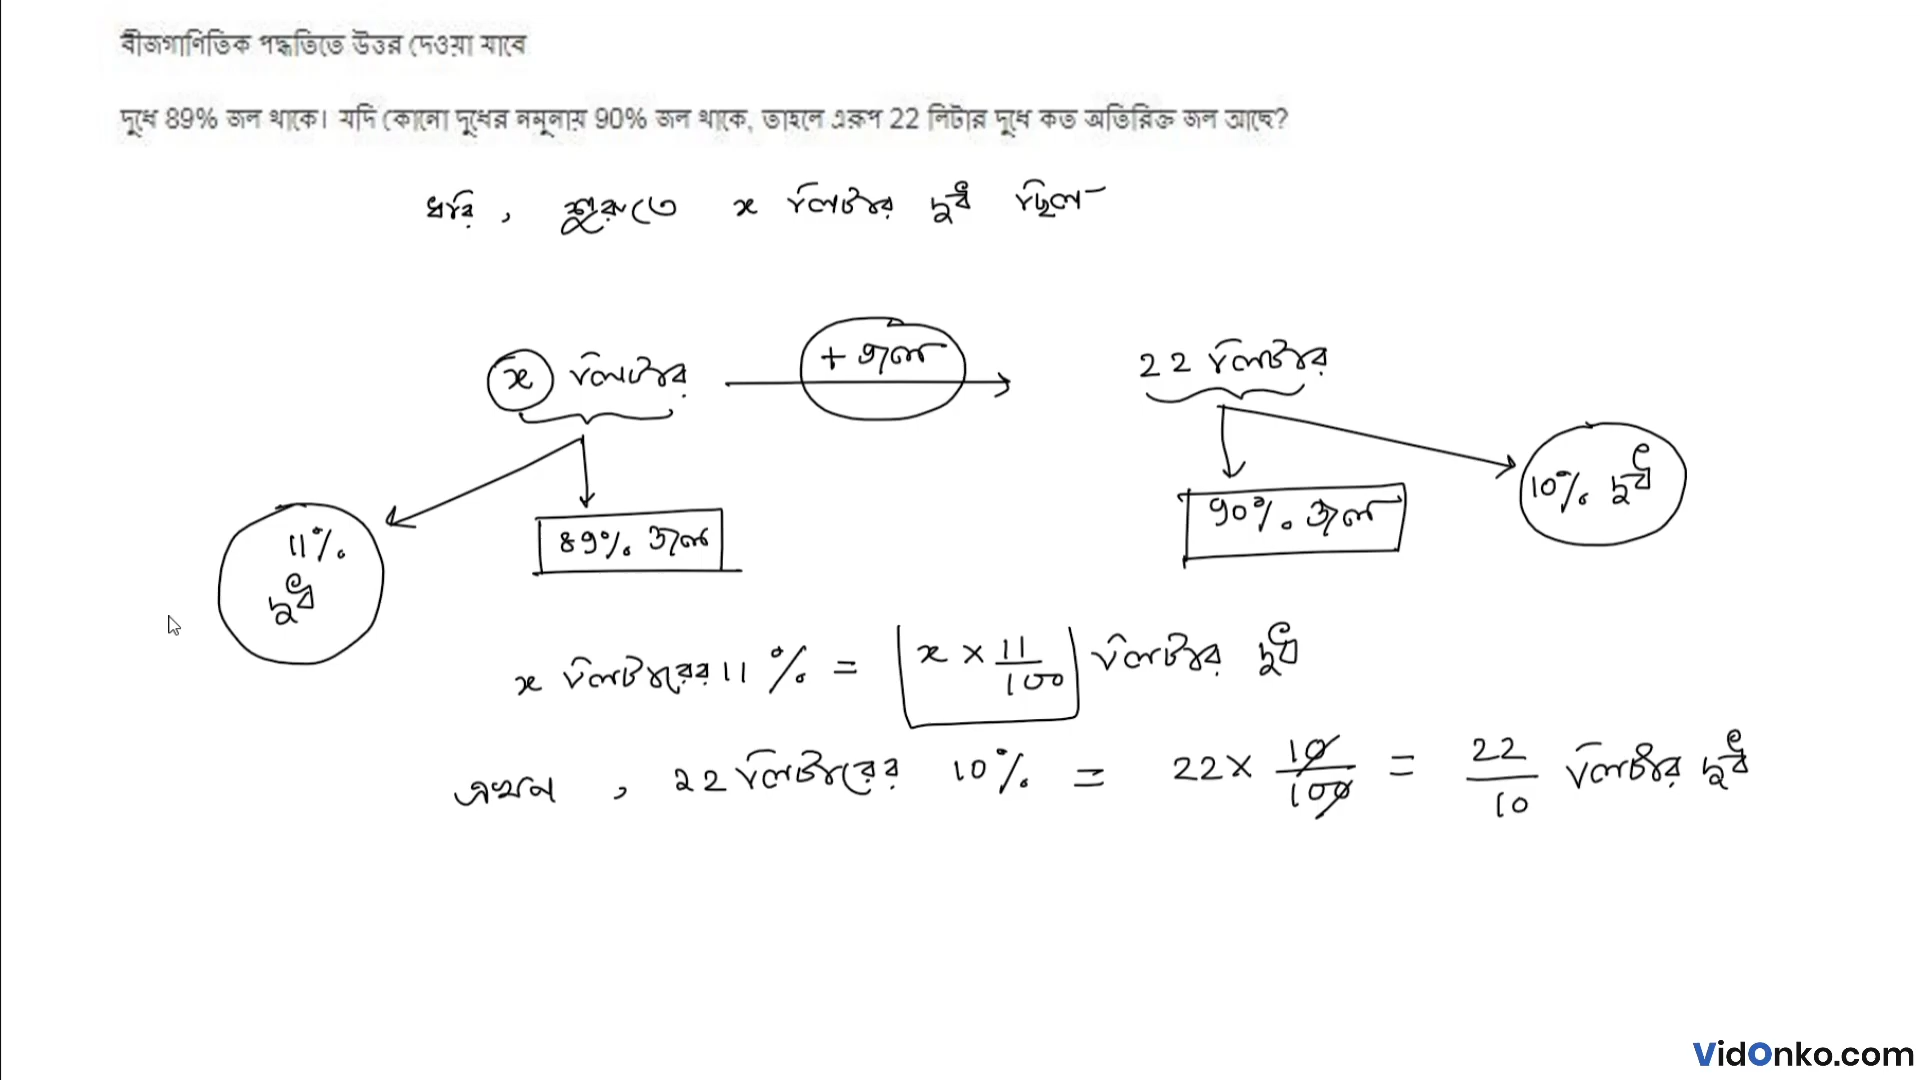 বীজগাণিতিক পদ্ধতিতে উত্তর দেওয়া যাবে
দুধে 89% জল থাকে। যদি কোনো দুধের নমুনায় 90% জল থাকে, তাহলে এরূপ 22 লিটার দুধে কত অতিরিক্ত জল আছে?
ধরি, শুরুতে x লিটার দুধ ছিল
x লিটার + জল 22 লিটার
11% দুধ 89% জল 90% জল 10% দুধ
x লিটারের 11% = x × 11/100 লিটার দুধ
এখন, 22 লিটারের 10% = 22 × 10/100 = 22/10 লিটার দুধ
VidOnko.com